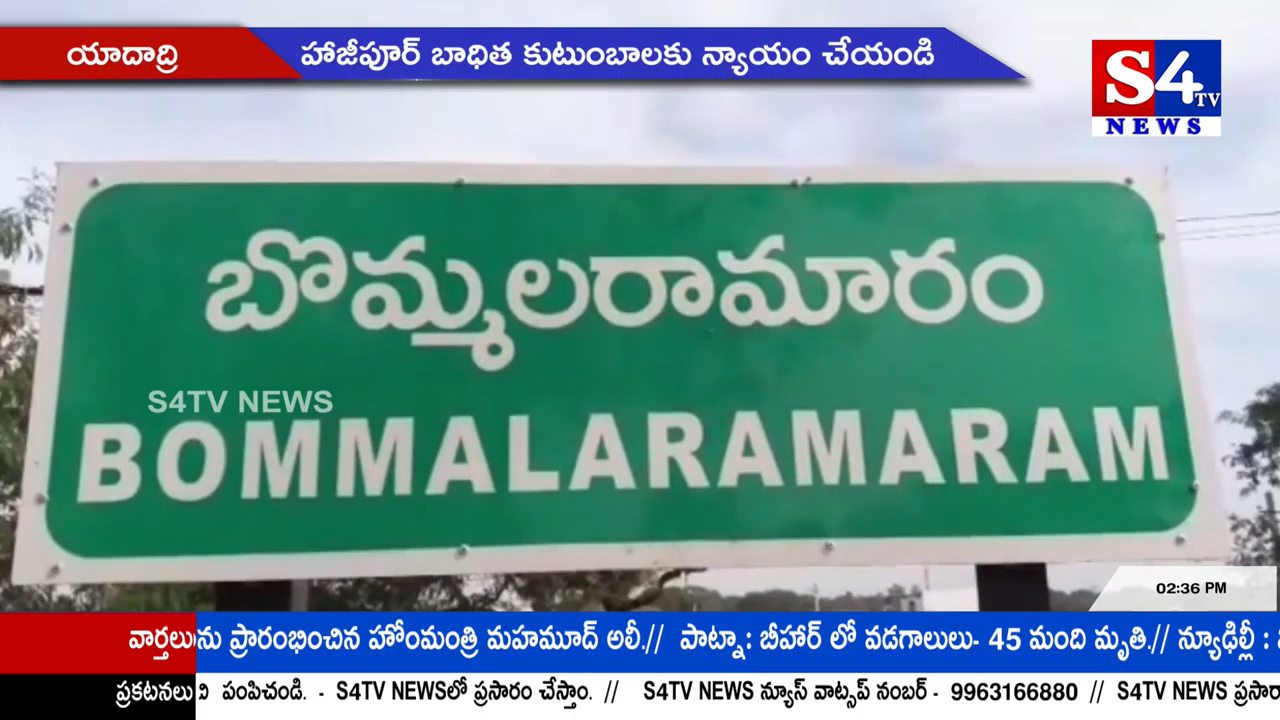 యాదాద్రి
హాజీపూర్ బాధిత కుటుంబాలకు న్యాయం చేయండి
S4
TV
NEWS
బొమ్మలరామారం
S4TV NEWS
BOMMALARAMARAM
02:36 PM
వార్తలు ను ప్రారంభించిన హోంమంత్రి మహమూద్ అలీ.// పాట్నా: బీహార్ లో వడగాలులు- 45 మంది మృతి.// న్యూఢిల్లీ :
ప్రకటనలు ని పంపిచండి. - S4TV NEWSలో ప్రసారం చేస్తాం. // S4TV NEWS న్యూస్ వాట్సప్ నంబర్ - 9963166880 // S4TV NEWS